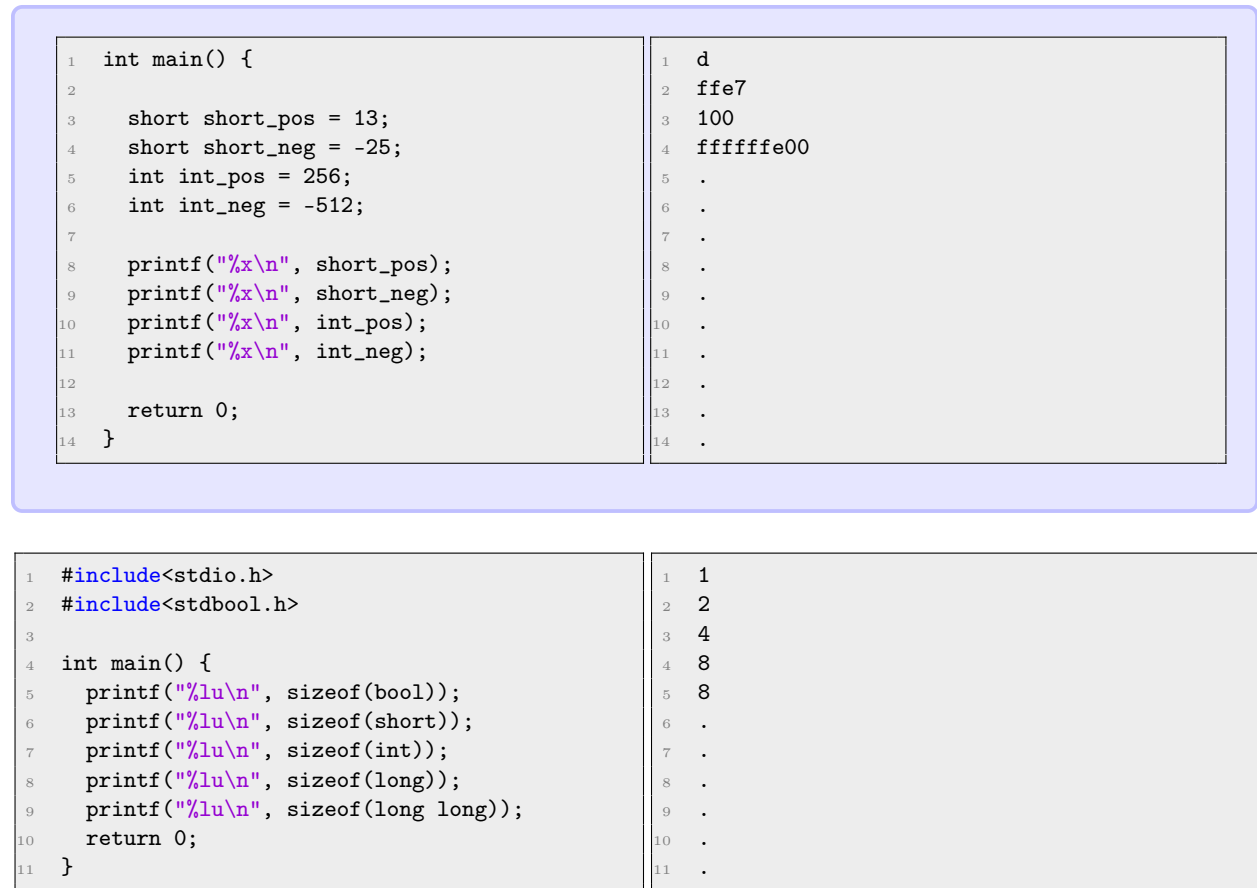 1 int main() {
2
3 short short_pos = 13;
4 short short_neg = -25;
5 int int_pos = 256;
6 int int_neg = -512;
7
8 printf("%x\n", short_pos);
9 printf("%x\n", short_neg);
10 printf("%x\n", int_pos);
11 printf("%x\n", int_neg);
12
13 return 0;
14 }
1 d
2 ffe7
3 100
4 ffffffe00
5 .
6 .
7 .
8 .
9 .
10 .
11 .
12 .
13 .
14 .
1 #include<stdio.h>
2 #include<stdbool.h>
3
4 int main() {
5 printf("%lu\n", sizeof(bool));
6 printf("%lu\n", sizeof(short));
7 printf("%lu\n", sizeof(int));
8 printf("%lu\n", sizeof(long));
9 printf("%lu\n", sizeof(long long));
10 return 0;
11 }
1 1
2 2
3 4
4 8
5 8
6 .
7 .
8 .
9 .
10 .
11 .